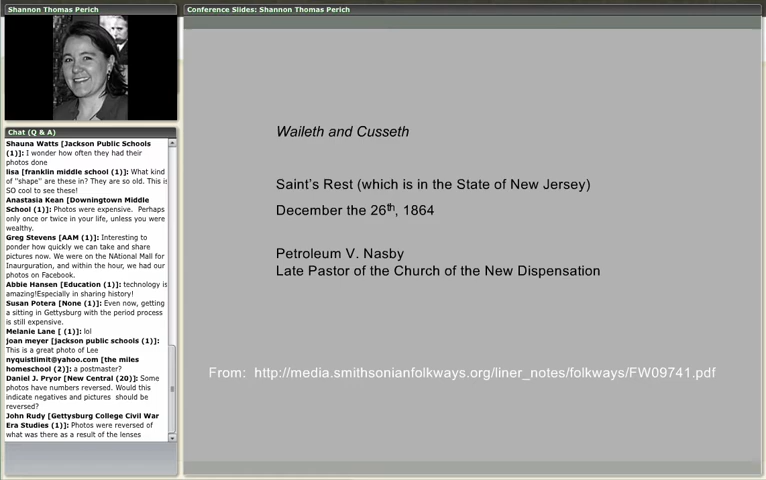 Shannon Thomas Perich
Chat (Q & A)
Shauna Watts [Jackson Public Schools
(1)]: I wonder how often they had their
photos done
lisa [franklin middle school (1)]: What kind
of "shape" are these in? They are so old. This is
SO cool to see these!
Anastasia Kean [Downingtown Middle
School (1)]: Photos were expensive. Perhaps
only once or twice in your life, unless you were
wealthy.
Greg Stevens [AAM (1)]: Interesting to
ponder how quickly we can take and share
pictures now. We were on the NAtional Mall for
Inaurguration, and within the hour, we had our
photos on Facebook.
Abbie Hansen [Education (1)]: technology is
amazing!Especially in sharing history!
Susan Potera [None (1)]: Even now, getting
a sitting in Gettysburg with the period process
is still expensive.
Melanie Lane [ (1)]: lol
joan meyer [jackson public schools (1)]:
This is a great photo of Lee
nyquistlimit@yahoo.com [the miles
homeschool (2)]: a postmaster?
Daniel J. Pryor [New Central (20)]: Some
photos have numbers reversed. Would this
indicate negatives and pictures should be
reversed?
John Rudy [Gettysburg College Civil War
Era Studies (1)]: Photos were reversed of
what was there as a result of the lenses
Conference Slides: Shannon Thomas Perich
Waileth and Cusseth
Saint's Rest (which is in the State of New Jersey)
December the 26th, 1864
Petroleum V. Nasby
Late Pastor of the Church of the New Dispensation
From: http://media.smithsonianfolkways.org/liner_notes/folkways/FW09741.pdf